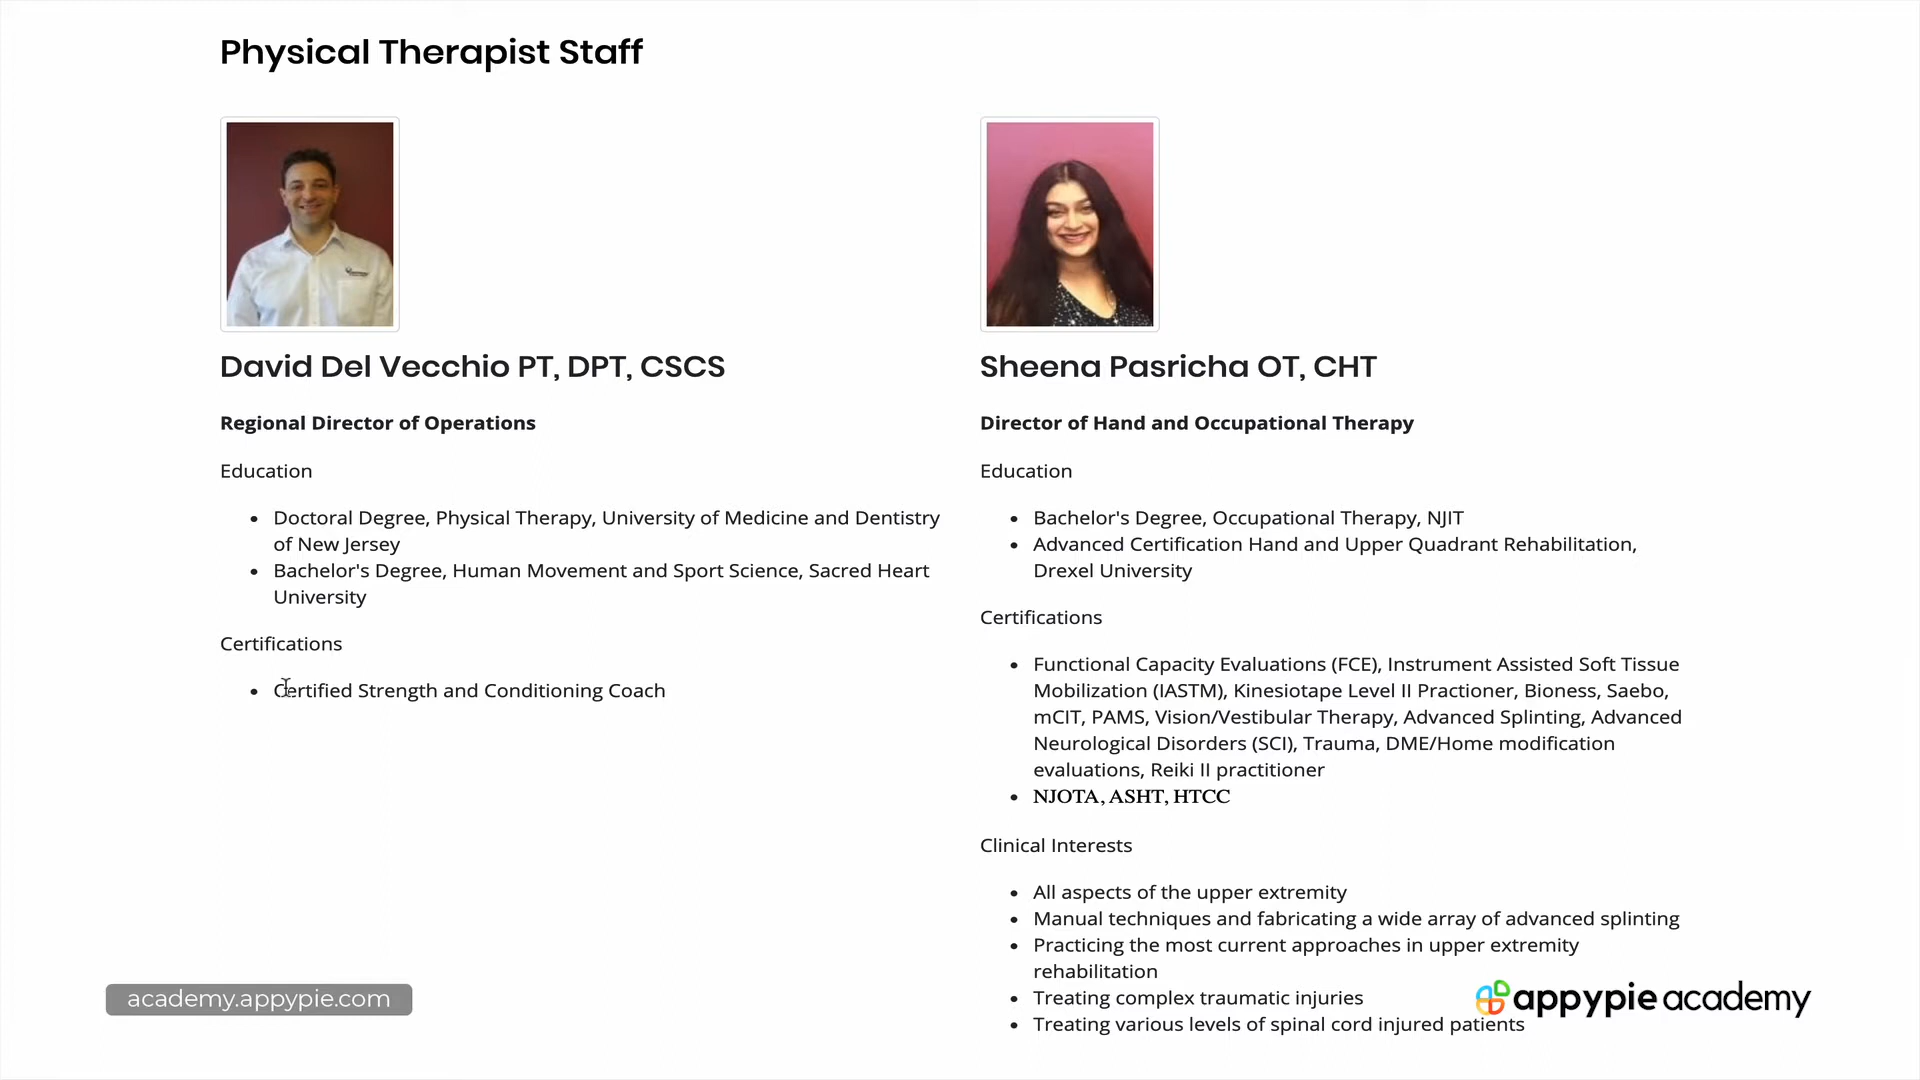 Physical Therapist Staff
David Del Vecchio PT, DPT, CSCS
Regional Director of Operations
Education
• Doctoral Degree, Physical Therapy, University of Medicine and Dentistry
of New Jersey
• Bachelor's Degree, Human Movement and Sport Science, Sacred Heart
University
Certifications
• Certified Strength and Conditioning Coach
Sheena Pasricha OT, CHT
Director of Hand and Occupational Therapy
Education
• Bachelor's Degree, Occupational Therapy, NJIT
• Advanced Certification Hand and Upper Quadrant Rehabilitation,
Drexel University
Certifications
• Functional Capacity Evaluations (FCE), Instrument Assisted Soft Tissue
Mobilization (IASTM), Kinesiotape Level II Practioner, Bioness, Saebo,
mCIT, PAMS, Vision/Vestibular Therapy, Advanced Splinting, Advanced
Neurological Disorders (SCI), Trauma, DME/Home modification
evaluations, Reiki II practitioner
• NJOTA, ASHT, HTCC
Clinical Interests
• All aspects of the upper extremity
• Manual techniques and fabricating a wide array of advanced splinting
• Practicing the most current approaches in upper extremity
rehabilitation
• Treating complex traumatic injuries
• Treating various levels of spinal cord injured patients
academy.appypie.com
appypie academy